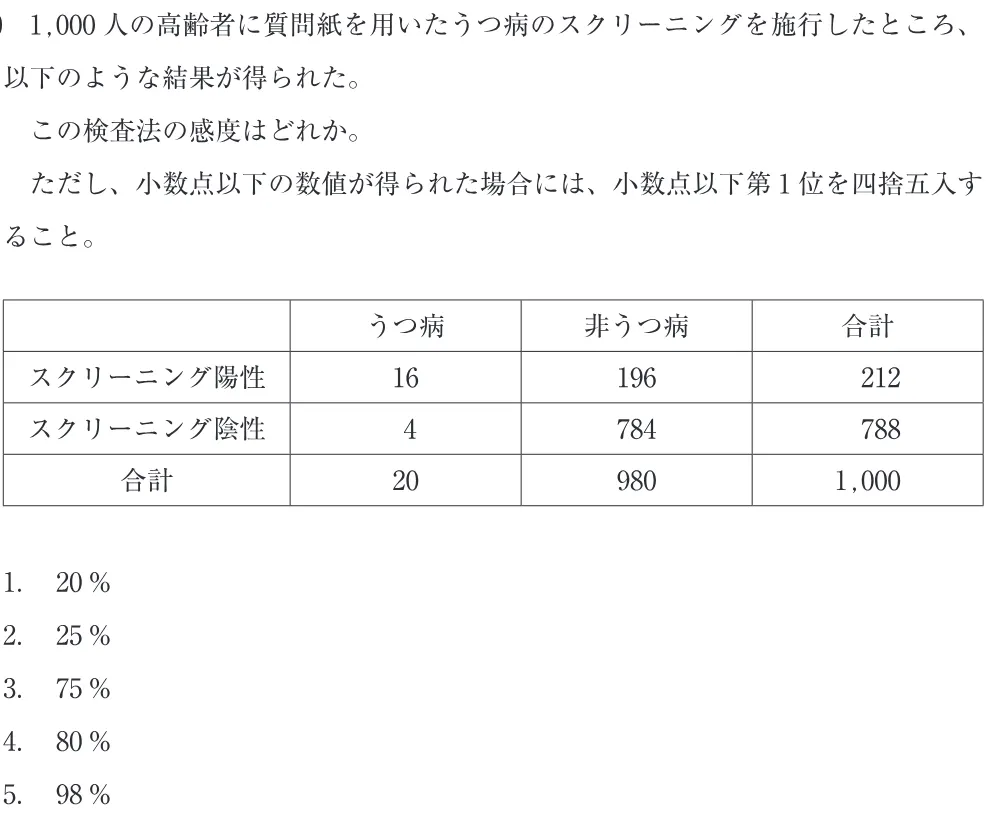 ) 1,000 人の高齢者に質問紙を用いたうつ病のスクリーニングを施行したところ、
以下のような結果が得られた。
この検査法の感度はどれか。
ただし、小数点以下の数値が得られた場合には、小数点以下第 1 位を四捨五入す
ること。
うつ病 非うつ病 合計
スクリーニング陽性 16 196 212
スクリーニング陰性 4 784 788
合計 20 980 1,000
1. 20 %
2. 25 %
3. 75 %
4. 80 %
5. 98 %